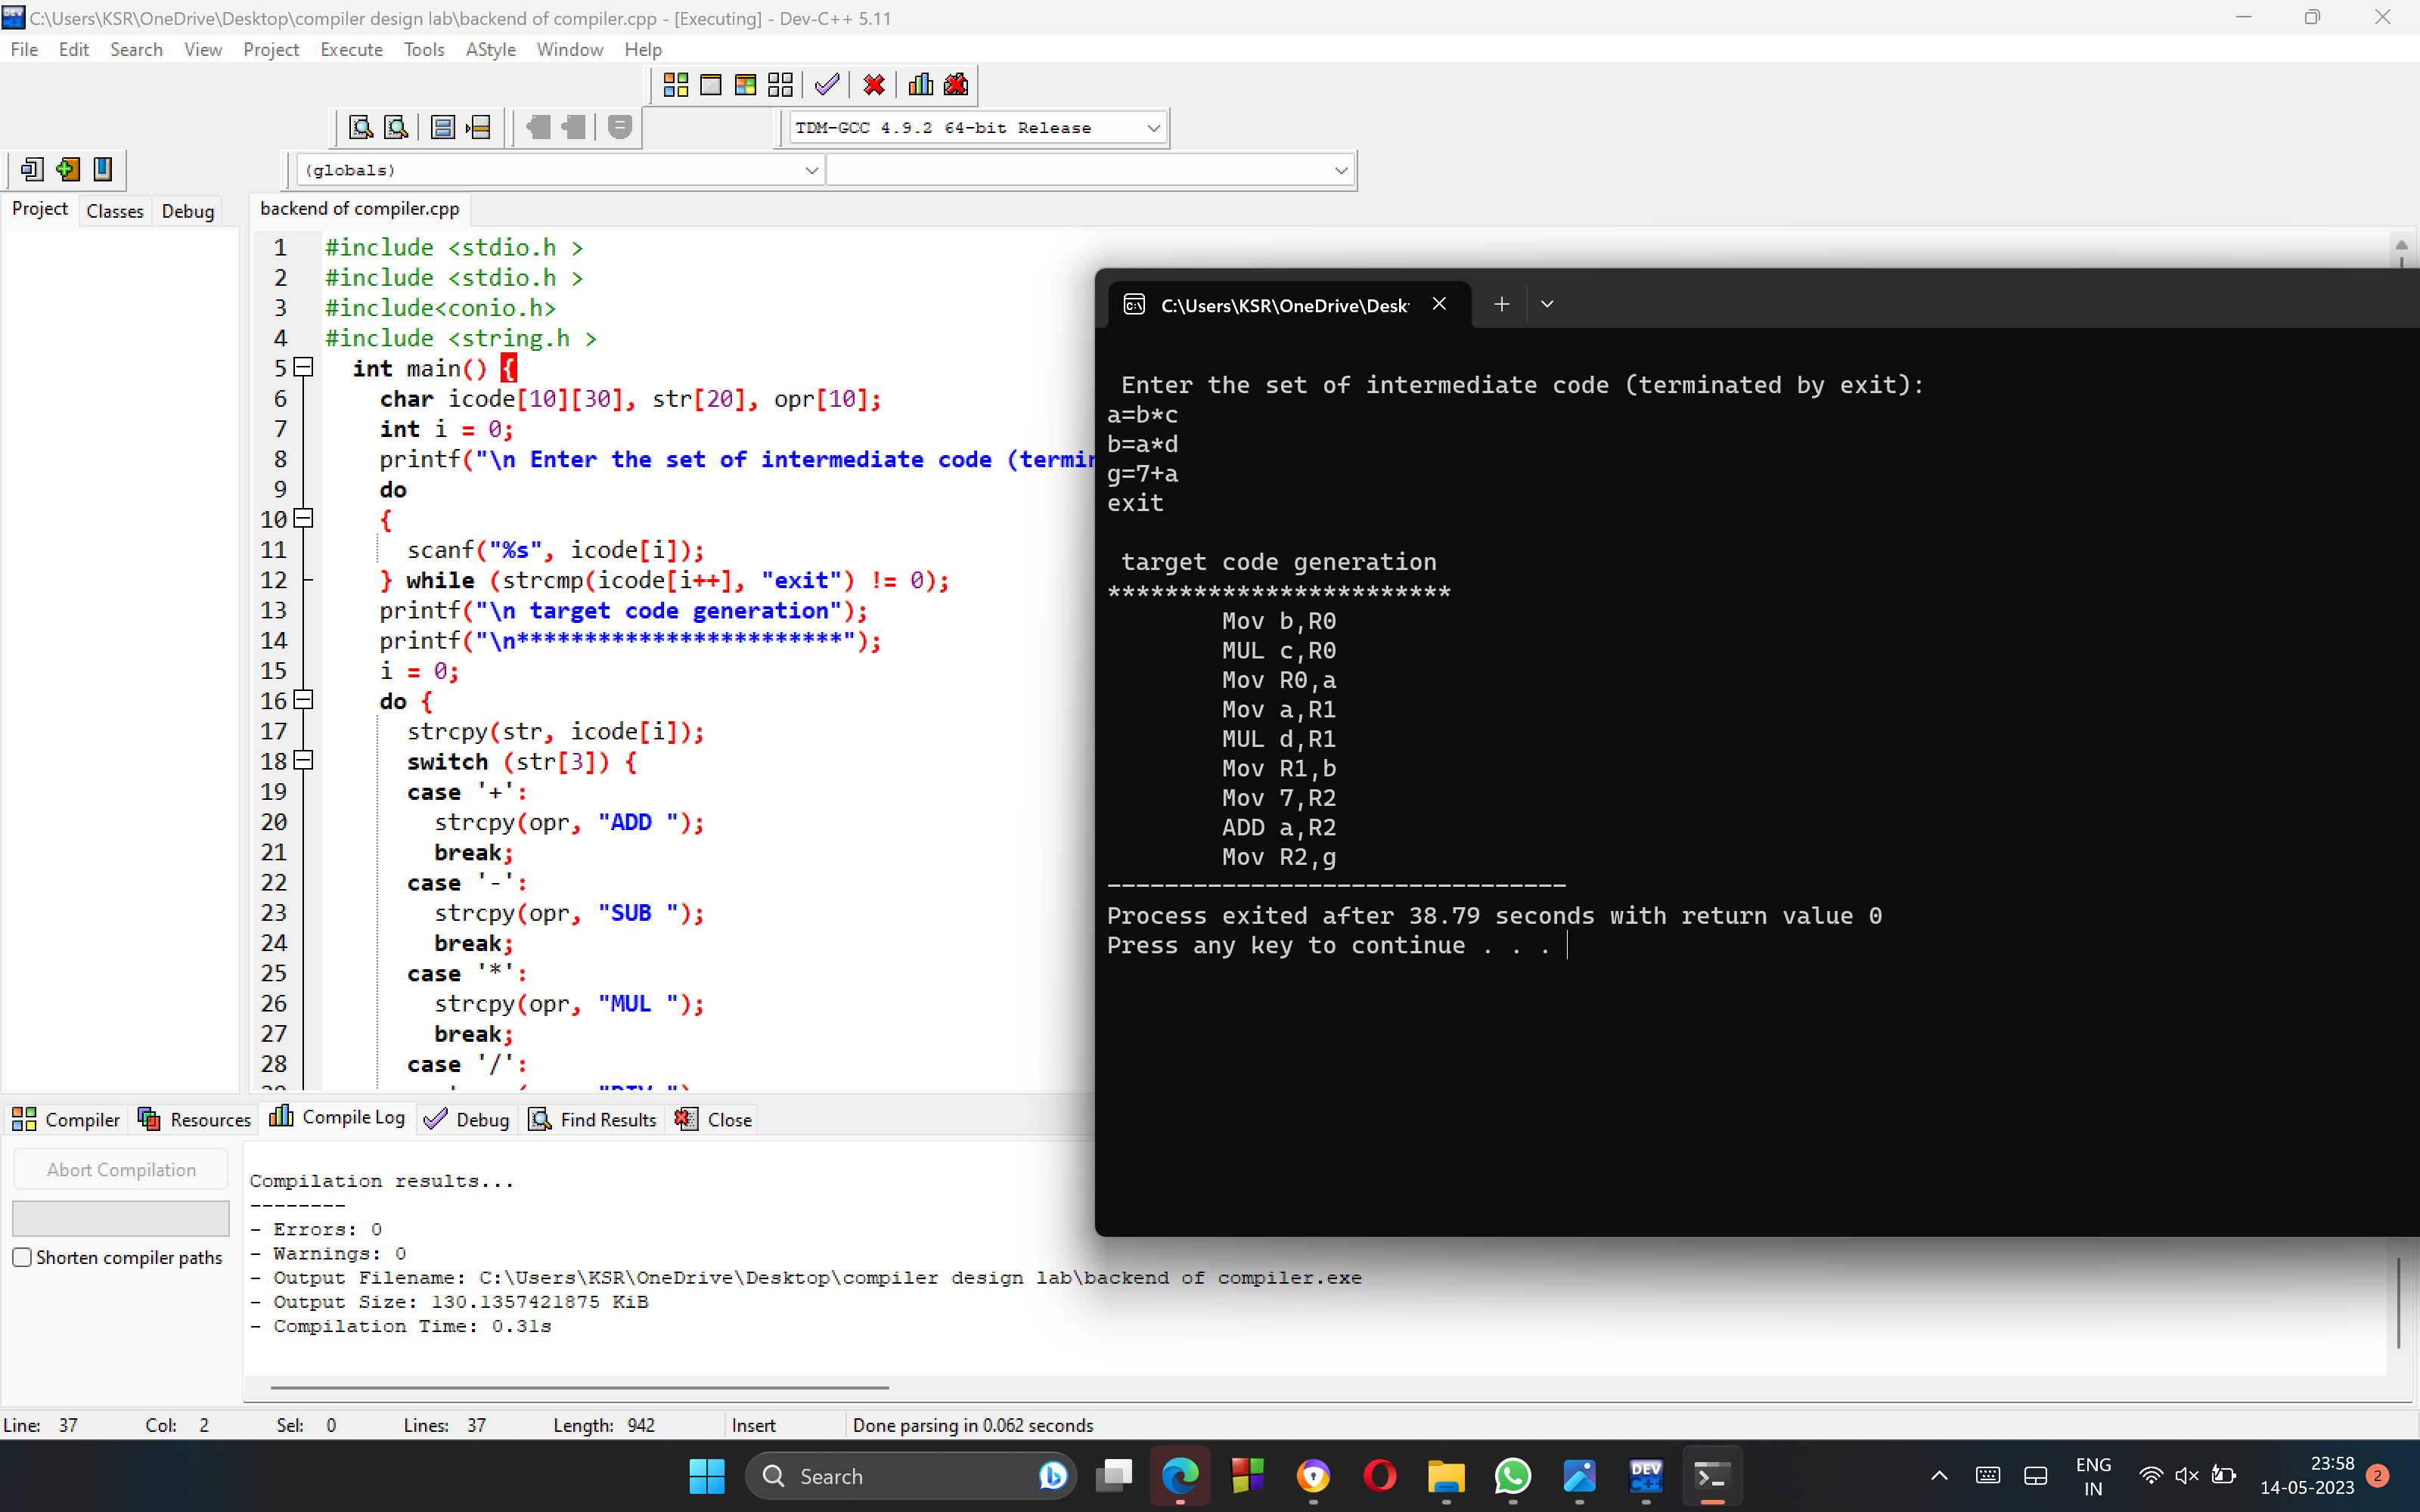 C:\Users\KSR\OneDrive\Desktop\compiler design lab\backend of compiler.cpp - [Executing] - Dev-C++ 5.11
File Edit Search View Project Execute Tools AStyle Window Help
TDM-GCC 4.9.2 64-bit Release
(globals)
Project Classes Debug
backend of compiler.cpp
1 #include <stdio.h >
2 #include <stdio.h >
3 #include<conio.h>
4 #include <string.h >
5 int main() {
6 char icode[10][30], str[20], opr[10];
7 int i = 0;
8 printf("\n Enter the set of intermediate code (termin
9 do
10 {
11 scanf("%s", icode[i]);
12 } while (strcmp(icode[i++], "exit") != 0);
13 printf("\n target code generation");
14 printf("\n************************");
15 i = 0;
16 do {
17 strcpy(str, icode[i]);
18 switch (str[3]) {
19 case '+':
20 strcpy(opr, "ADD ");
21 break;
22 case '-':
23 strcpy(opr, "SUB ");
24 break;
25 case '*':
26 strcpy(opr, "MUL ");
27 break;
28 case '/':
C:\Users\KSR\OneDrive\Desk
Enter the set of intermediate code (terminated by exit):
a=b*c
b=a*d
g=7+a
exit
target code generation
************************
Mov b,R0
MUL c,R0
Mov R0,a
Mov a,R1
MUL d,R1
Mov R1,b
Mov 7,R2
ADD a,R2
Mov R2,g
--------------------------------
Process exited after 38.79 seconds with return value 0
Press any key to continue . . .
Compiler Resources Compile Log Debug Find Results Close
Abort Compilation
Shorten compiler paths
Compilation results...
--------
- Errors: 0
- Warnings: 0
- Output Filename: C:\Users\KSR\OneDrive\Desktop\compiler design lab\backend of compiler.exe
- Output Size: 130.1357421875 KiB
- Compilation Time: 0.31s
Line: 37 Col: 2 Sel: 0 Lines: 37 Length: 942 Insert Done parsing in 0.062 seconds
Search
DEV C++
ENG
IN
23:58
14-05-2023
2